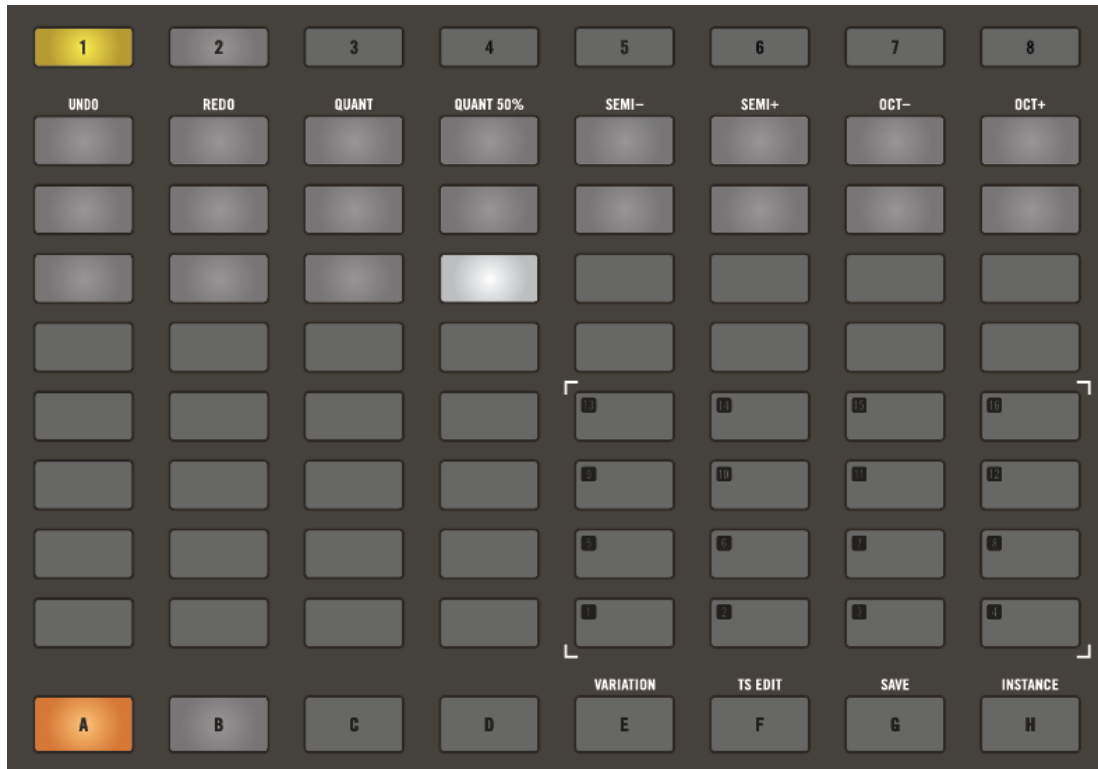 1 2 3 4 5 6 7 8
UNDO REDO QUANT QUANT 50% SEMI– SEMI+ OCT– OCT+
13 14 15 16
9 10 11 12
5 6 7 8
1 2 3 4
VARIATION TS EDIT SAVE INSTANCE
A B C D E F G H